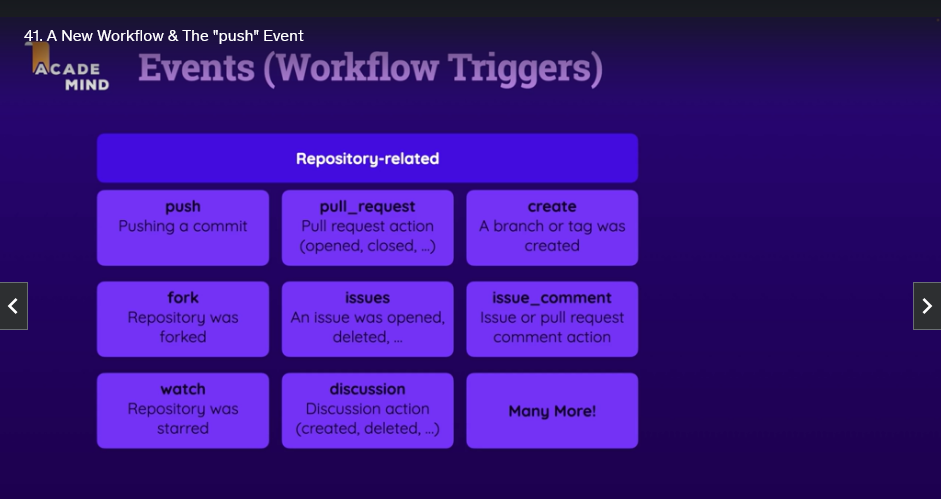 41. A New Workflow & The "push" Event
ACADE
MIND
Events (Workflow Triggers)
Repository-related
push
Pushing a commit
pull_request
Pull request action
(opened, closed, ...)
create
A branch or tag was
created
fork
Repository was
forked
issues
An issue was opened,
deleted, ...
issue_comment
Issue or pull request
comment action
watch
Repository was
starred
discussion
Discussion action
(created, deleted, ...)
Many More!